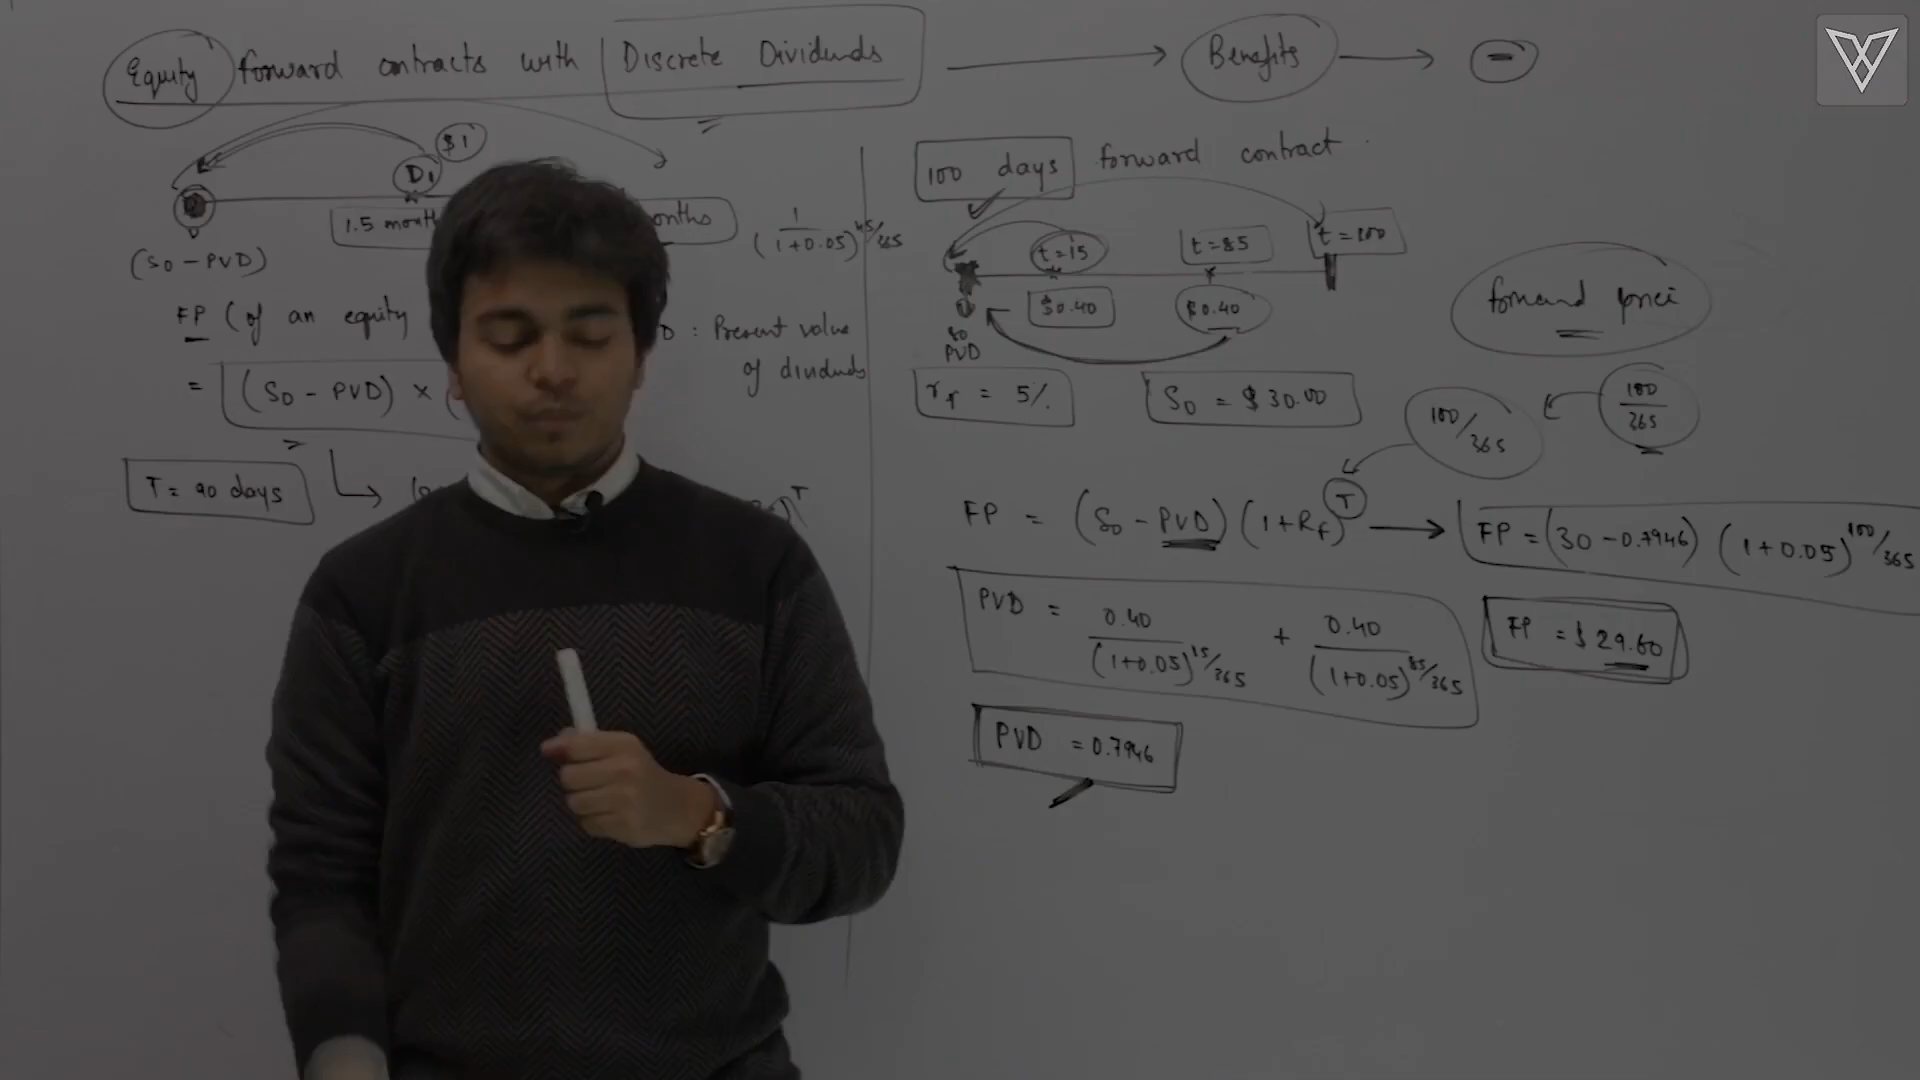 Equity forward contracts with Discrete Dividends
Benefits
$1
D1
1.5 month
onths
(S0 - PVD)
1/(1+0.05)^45/365
FP (of an equity
D : Present value
of dividends
= (S0 - PVD) × (
T = 90 days
T
100 days forward contract
t=15
t=85
t=100
$0.40
$0.40
0
S0
PVD
forward price
rf = 5%
S0 = $30.00
100/365
100/365
FP = (S0 - PVD) (1+Rf)^T
FP = (30 - 0.7946) (1+0.05)^100/365
PVD = 0.40/(1+0.05)^15/365 + 0.40/(1+0.05)^85/365
FP = $29.60
PVD = 0.7946